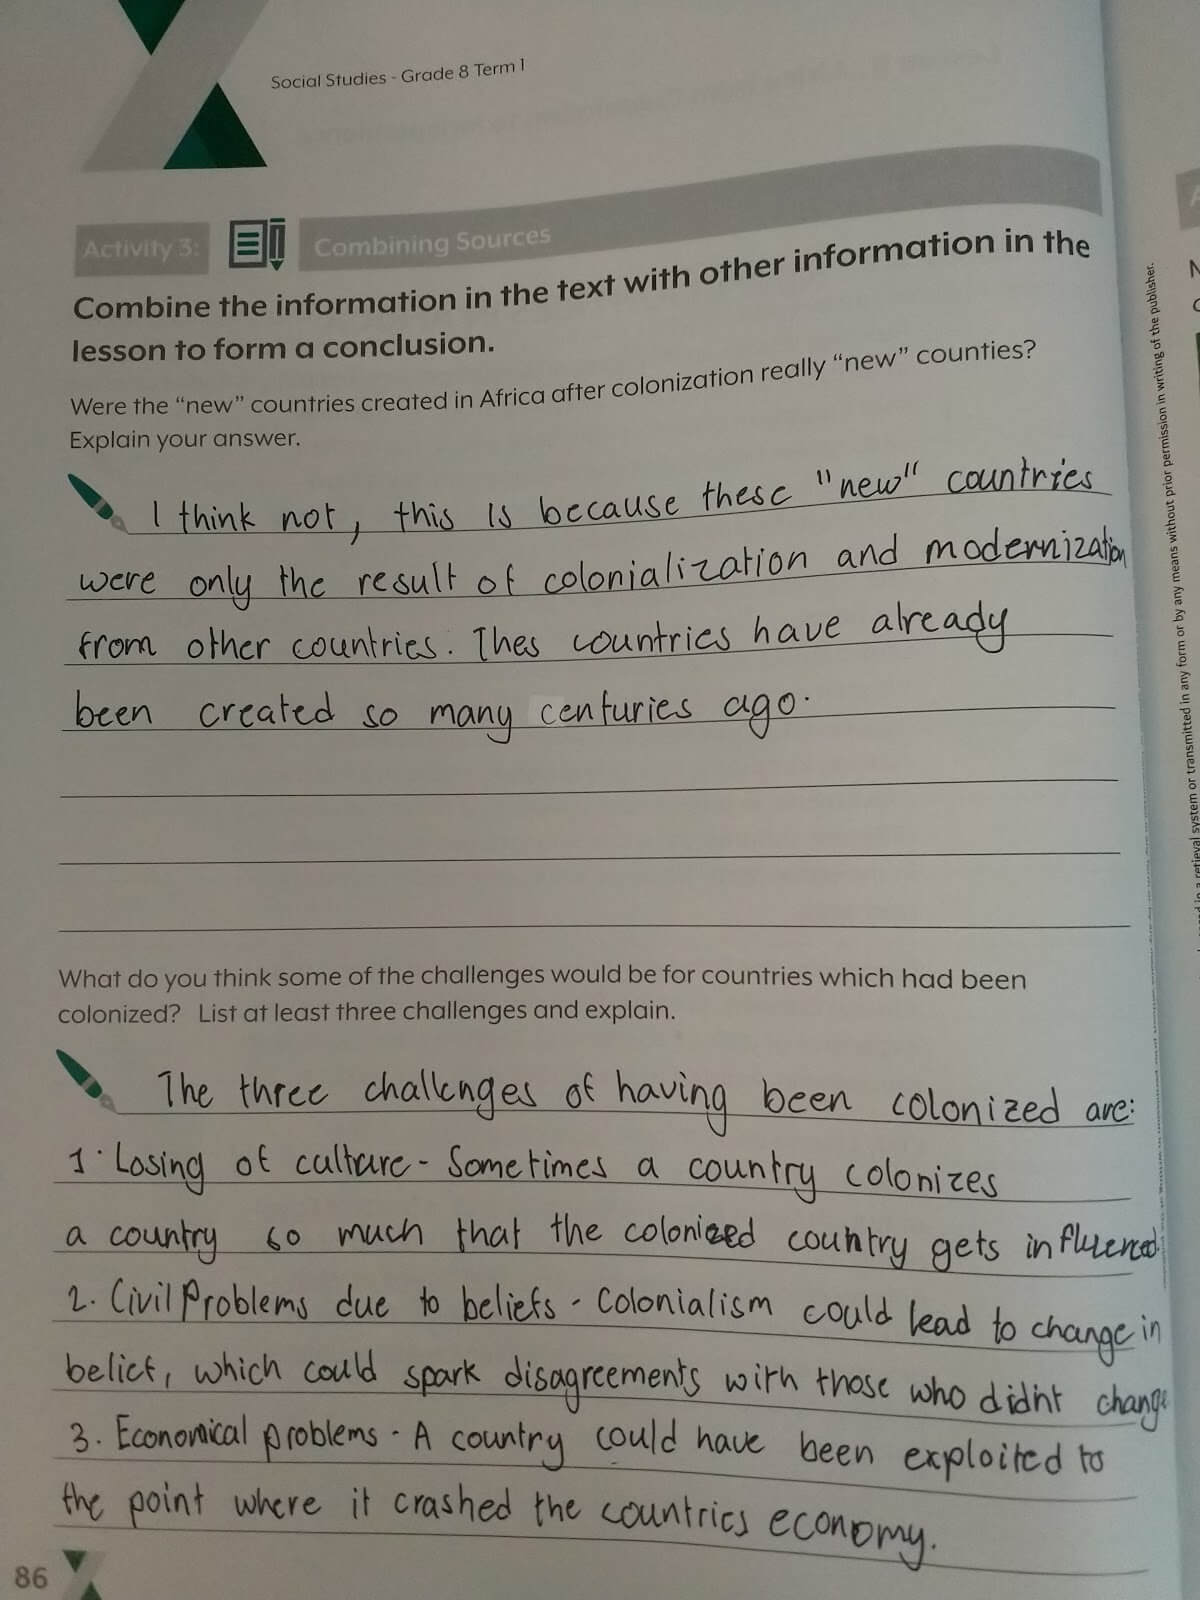 Social Studies - Grade 8 Term 1
Activity 3:
Combining Sources
Combine the information in the text with other information in the
lesson to form a conclusion.
Were the “new” countries created in Africa after colonization really “new” counties?
Explain your answer.
I think not, this is because these "new" countries
were only the result of colonialization and modernization
from other countries. Thes countries have already
been created so many centuries ago.
What do you think some of the challenges would be for countries which had been
colonized? List at least three challenges and explain.
The three challenges of having been colonized are:
1. Losing of culture - Sometimes a country colonizes
a country so much that the colonized country gets influenced.
2. Civil Problems due to beliefs - Colonialism could lead to change in
belief, which could spark disagreements with those who didn't change
3. Economical problems - A country could have been exploited to
the point where it crashed the countries economy.
86
in a retieval system or transmitted in any form or by any means without prior permission in writing of the publisher.